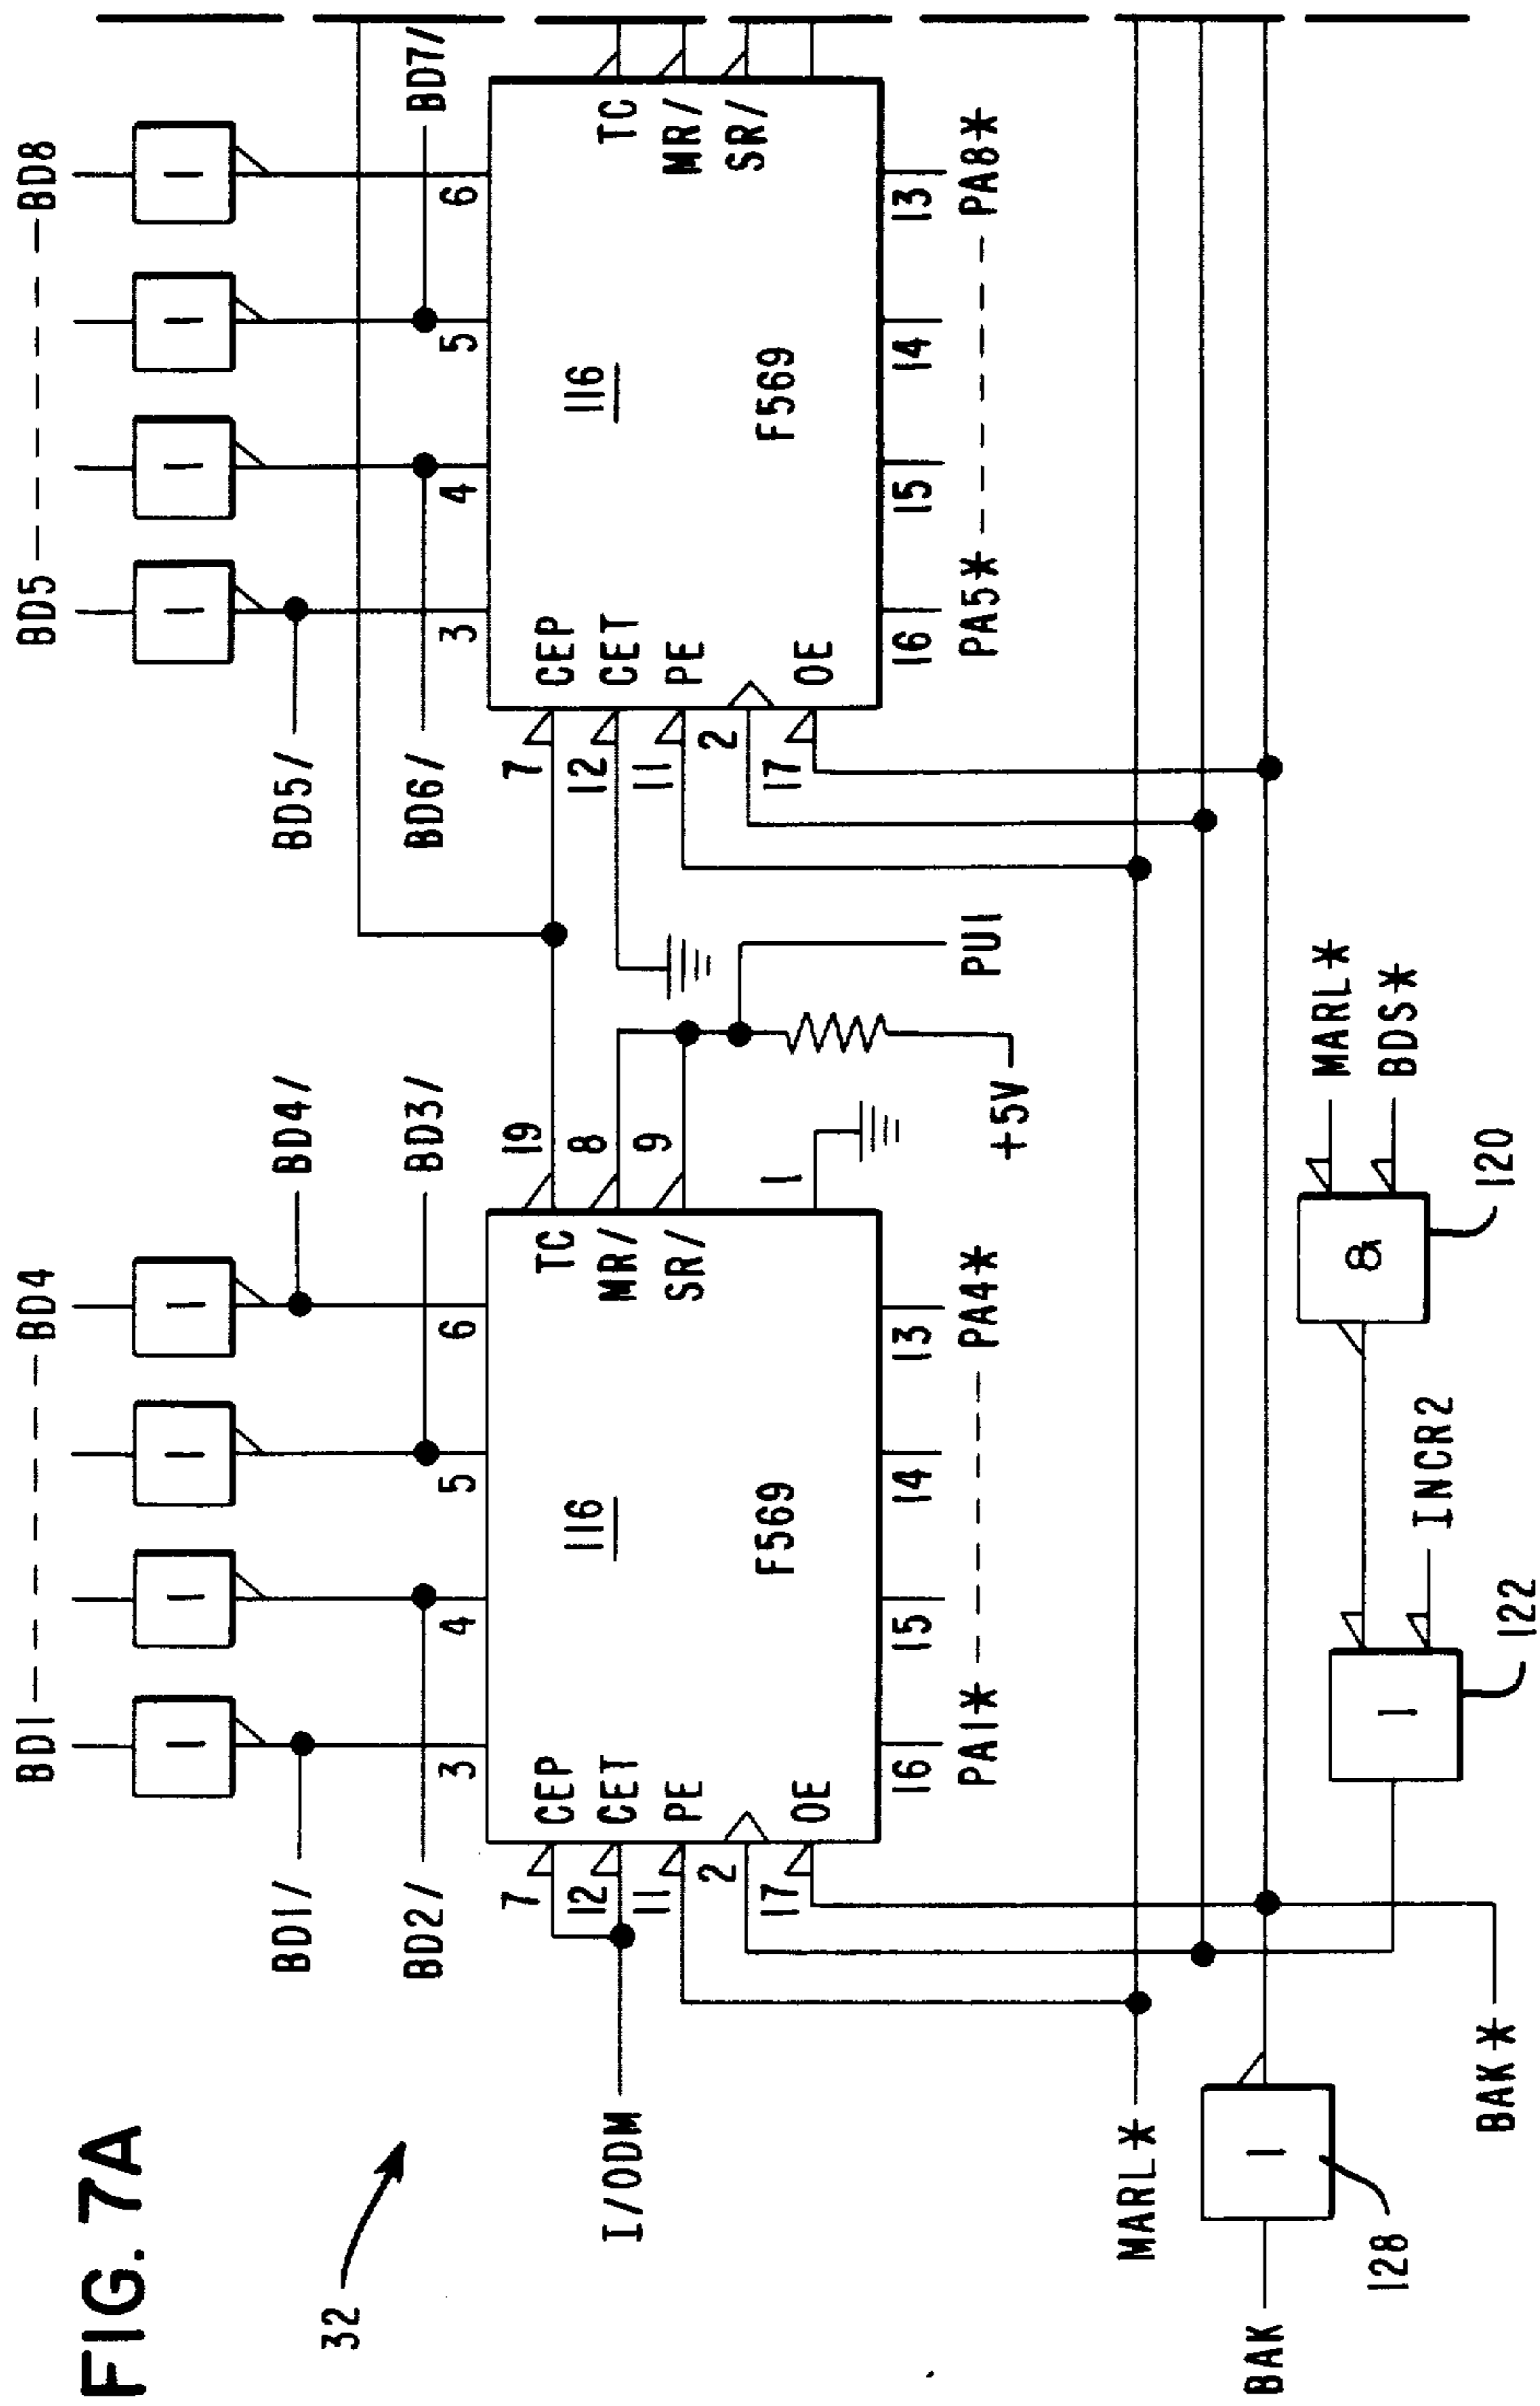 FIG. 7A
32
BD1 BD4
BD5 BD8
1 1 1 1
1 1 1 1
BD1/
BD4/
BD5/
BD2/
BD3/
BD6/
BD7/
3 4 5 6
3 4 5 6
I/ODM
7 CEP
12 CET
11 PE
2
17 OE
116
F569
TC 19
MR/ 8
SR/ 9
1
16 15 14 13
PA1* PA4*
+5V
PU1
7 CEP
12 CET
11 PE
2
17 OE
116
F569
TC
MR/
SR/
16 15 14 13
PA5* PA8*
MARL*
BAK
1
128
BAK*
1
122
INCR2
&
120
MARL*
BDS*